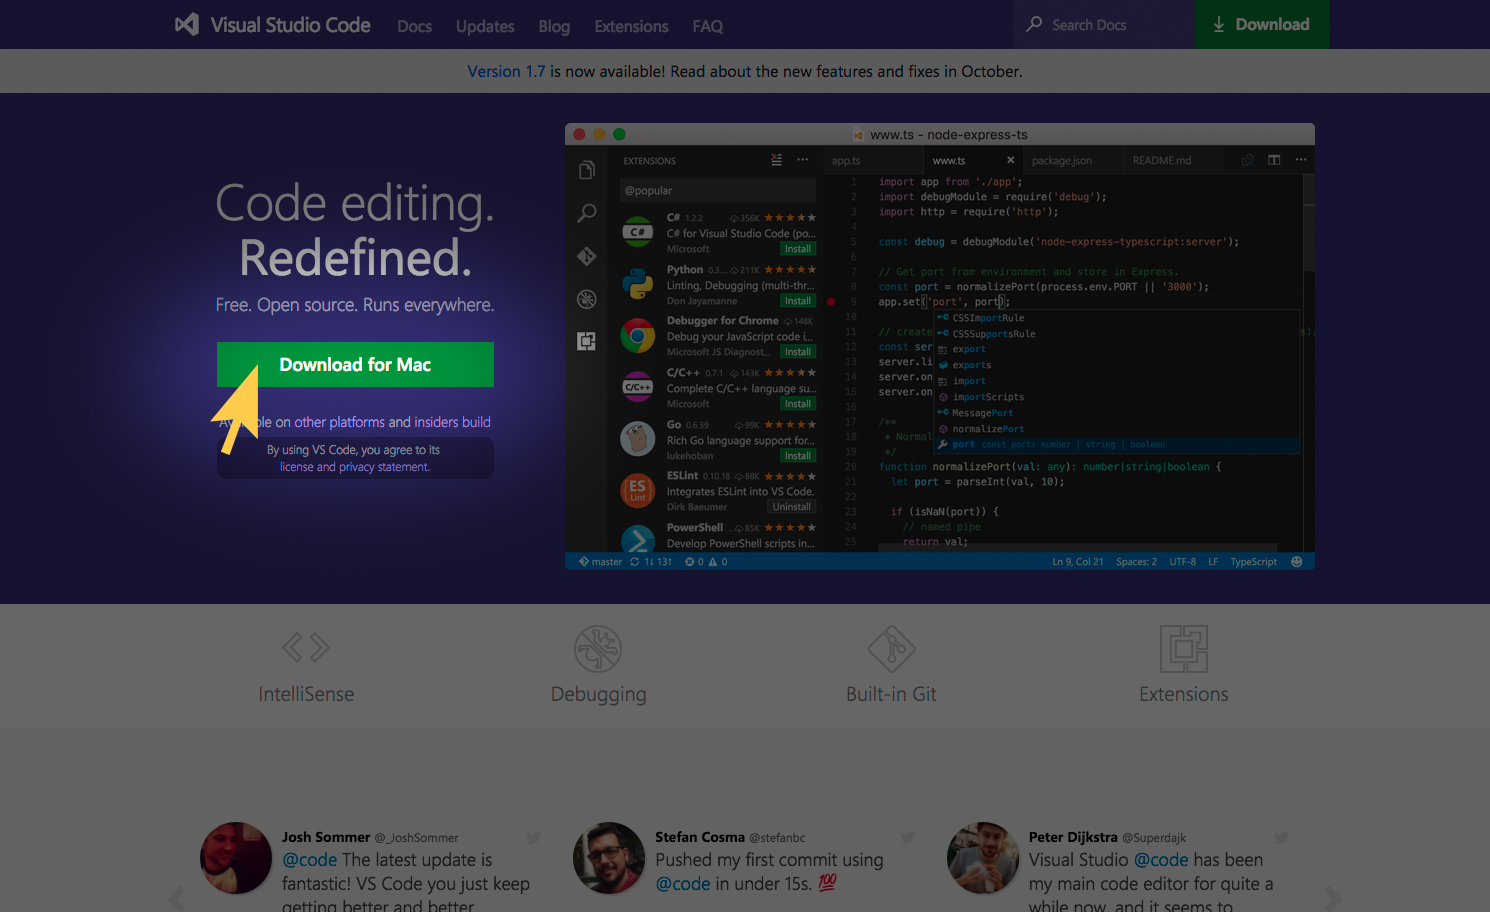 Visual Studio Code Docs Updates Blog Extensions FAQ Search Docs Download
Version 1.7 is now available! Read about the new features and fixes in October.
Code editing.
Redefined.
Free. Open source. Runs everywhere.
Download for Mac
on other platforms and insiders build
By using VS Code, you agree to its
license and privacy statement.
www.ts - node-express-ts
EXTENSIONS
@popular
C# 1.2.2 356K
C# for Visual Studio Code (po...
Microsoft Install
Python 0.3... 211K
Linting, Debugging (multi-thr...
Don Jayamanne Install
Debugger for Chrome 148K
Debug your JavaScript code i...
Microsoft JS Diagnost... Install
C/C++ 0.7.1 143K
Complete C/C++ language su...
Microsoft Install
Go 0.6.39 99K
Rich Go language support for...
lukehoban Install
ESLint 0.10.18 88K
Integrates ESLint into VS Code.
Dirk Baeumer Uninstall
PowerShell ... 85K
Develop PowerShell scripts in...
C#
C/C++
ES
Lint
app.ts www.ts package.json README.md
1 import app from './app';
2 import debugModule = require('debug');
3 import http = require('http');
4
5 const debug = debugModule('node-express-typescript:server');
6
7 // Get port from environment and store in Express.
8 const port = normalizePort(process.env.PORT || '3000');
9 app.set('port', port);
10
11 // create
12 const ser
13 server.li
14 server.on
15 server.on
16
17 /**
18 * Normal
19 */
20 function normalizePort(val: any): number|string|boolean {
21 let port = parseInt(val, 10);
22
23 if (isNaN(port)) {
24 // named pipe
25 return val;
CSSImportRule
CSSSupportsRule
export
exports
import
importScripts
MessagePort
normalizePort
port const port: number | string | boolean
master 1↓ 13↑ 0 0 Ln 9, Col 21 Spaces: 2 UTF-8 LF TypeScript
IntelliSense Debugging Built-in Git Extensions
Josh Sommer @_JoshSommer
@code The latest update is
fantastic! VS Code you just keep
getting better and better
Stefan Cosma @stefanbc
Pushed my first commit using
@code in under 15s. 💯
Peter Dijkstra @Superdajk
Visual Studio @code has been
my main code editor for quite a
while now, and it seems to